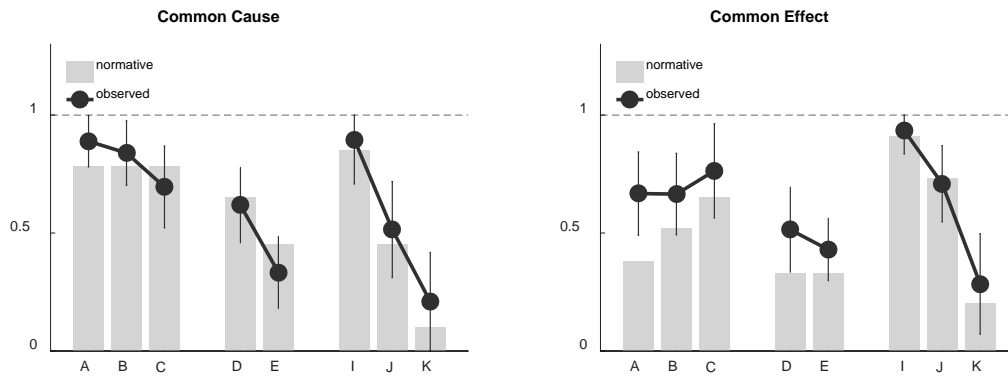 Common Cause
normative
observed
1
0.5
0
A B C D E I J K
Common Effect
normative
observed
1
0.5
0
A B C D E I J K